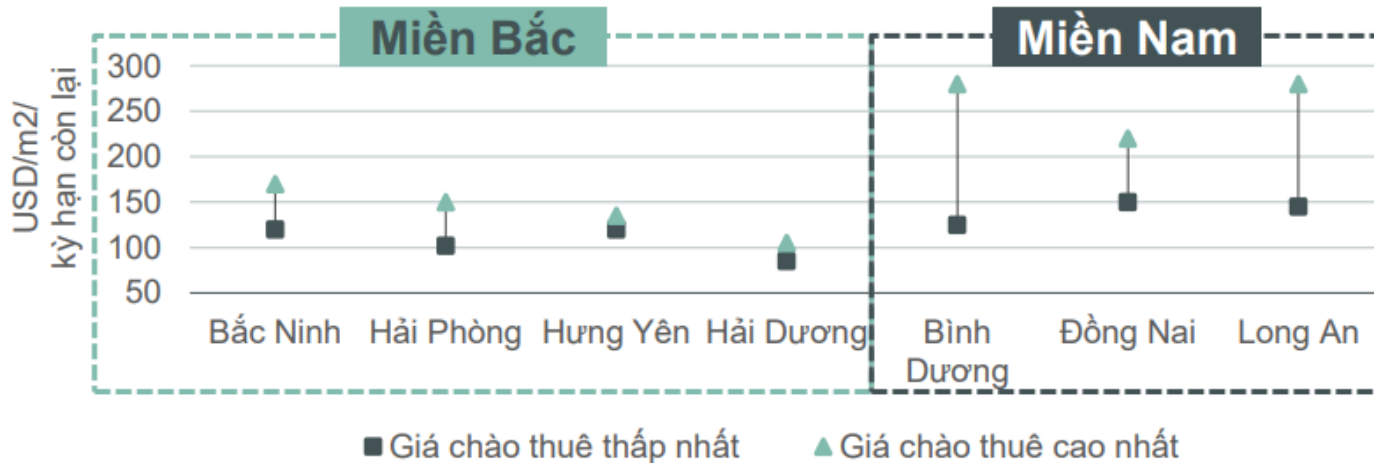 Miền Bắc
Miền Nam
USD/m2/
kỳ hạn còn lại
300
250
200
150
100
50
Bắc Ninh
Hải Phòng
Hưng Yên
Hải Dương
Bình
Dương
Đồng Nai
Long An
Giá chào thuê thấp nhất
Giá chào thuê cao nhất